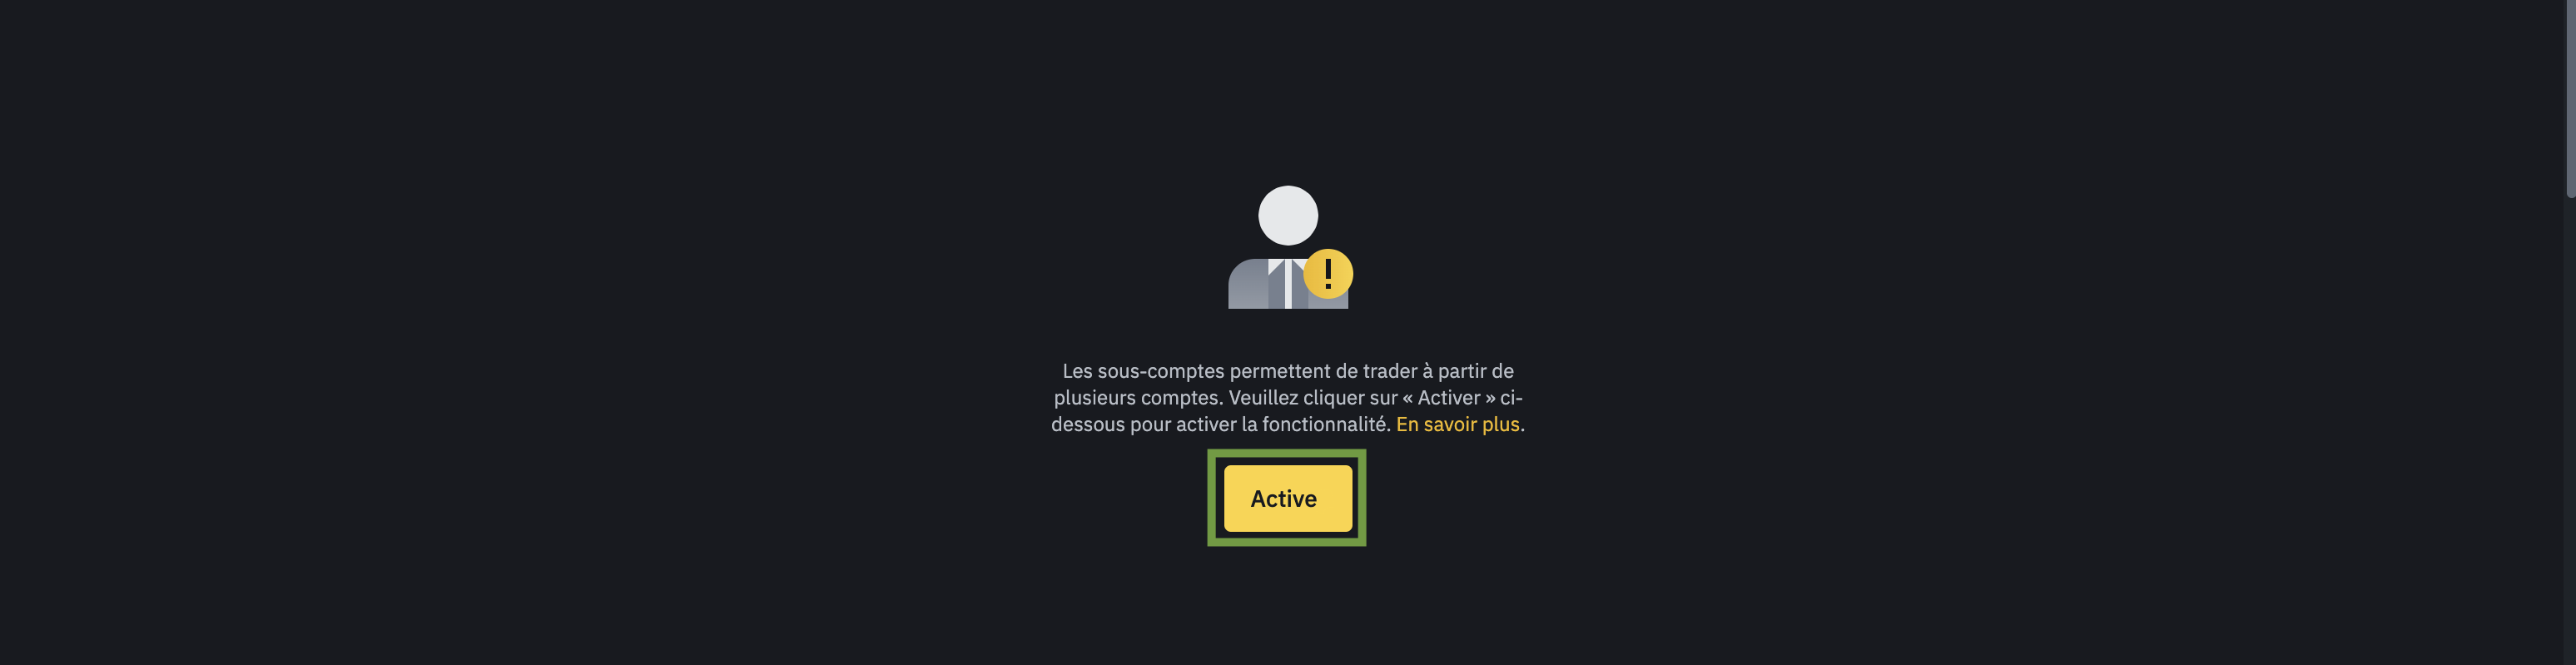 Les sous-comptes permettent de trader à partir de
plusieurs comptes. Veuillez cliquer sur « Activer » ci-
dessous pour activer la fonctionnalité. En savoir plus.
Active